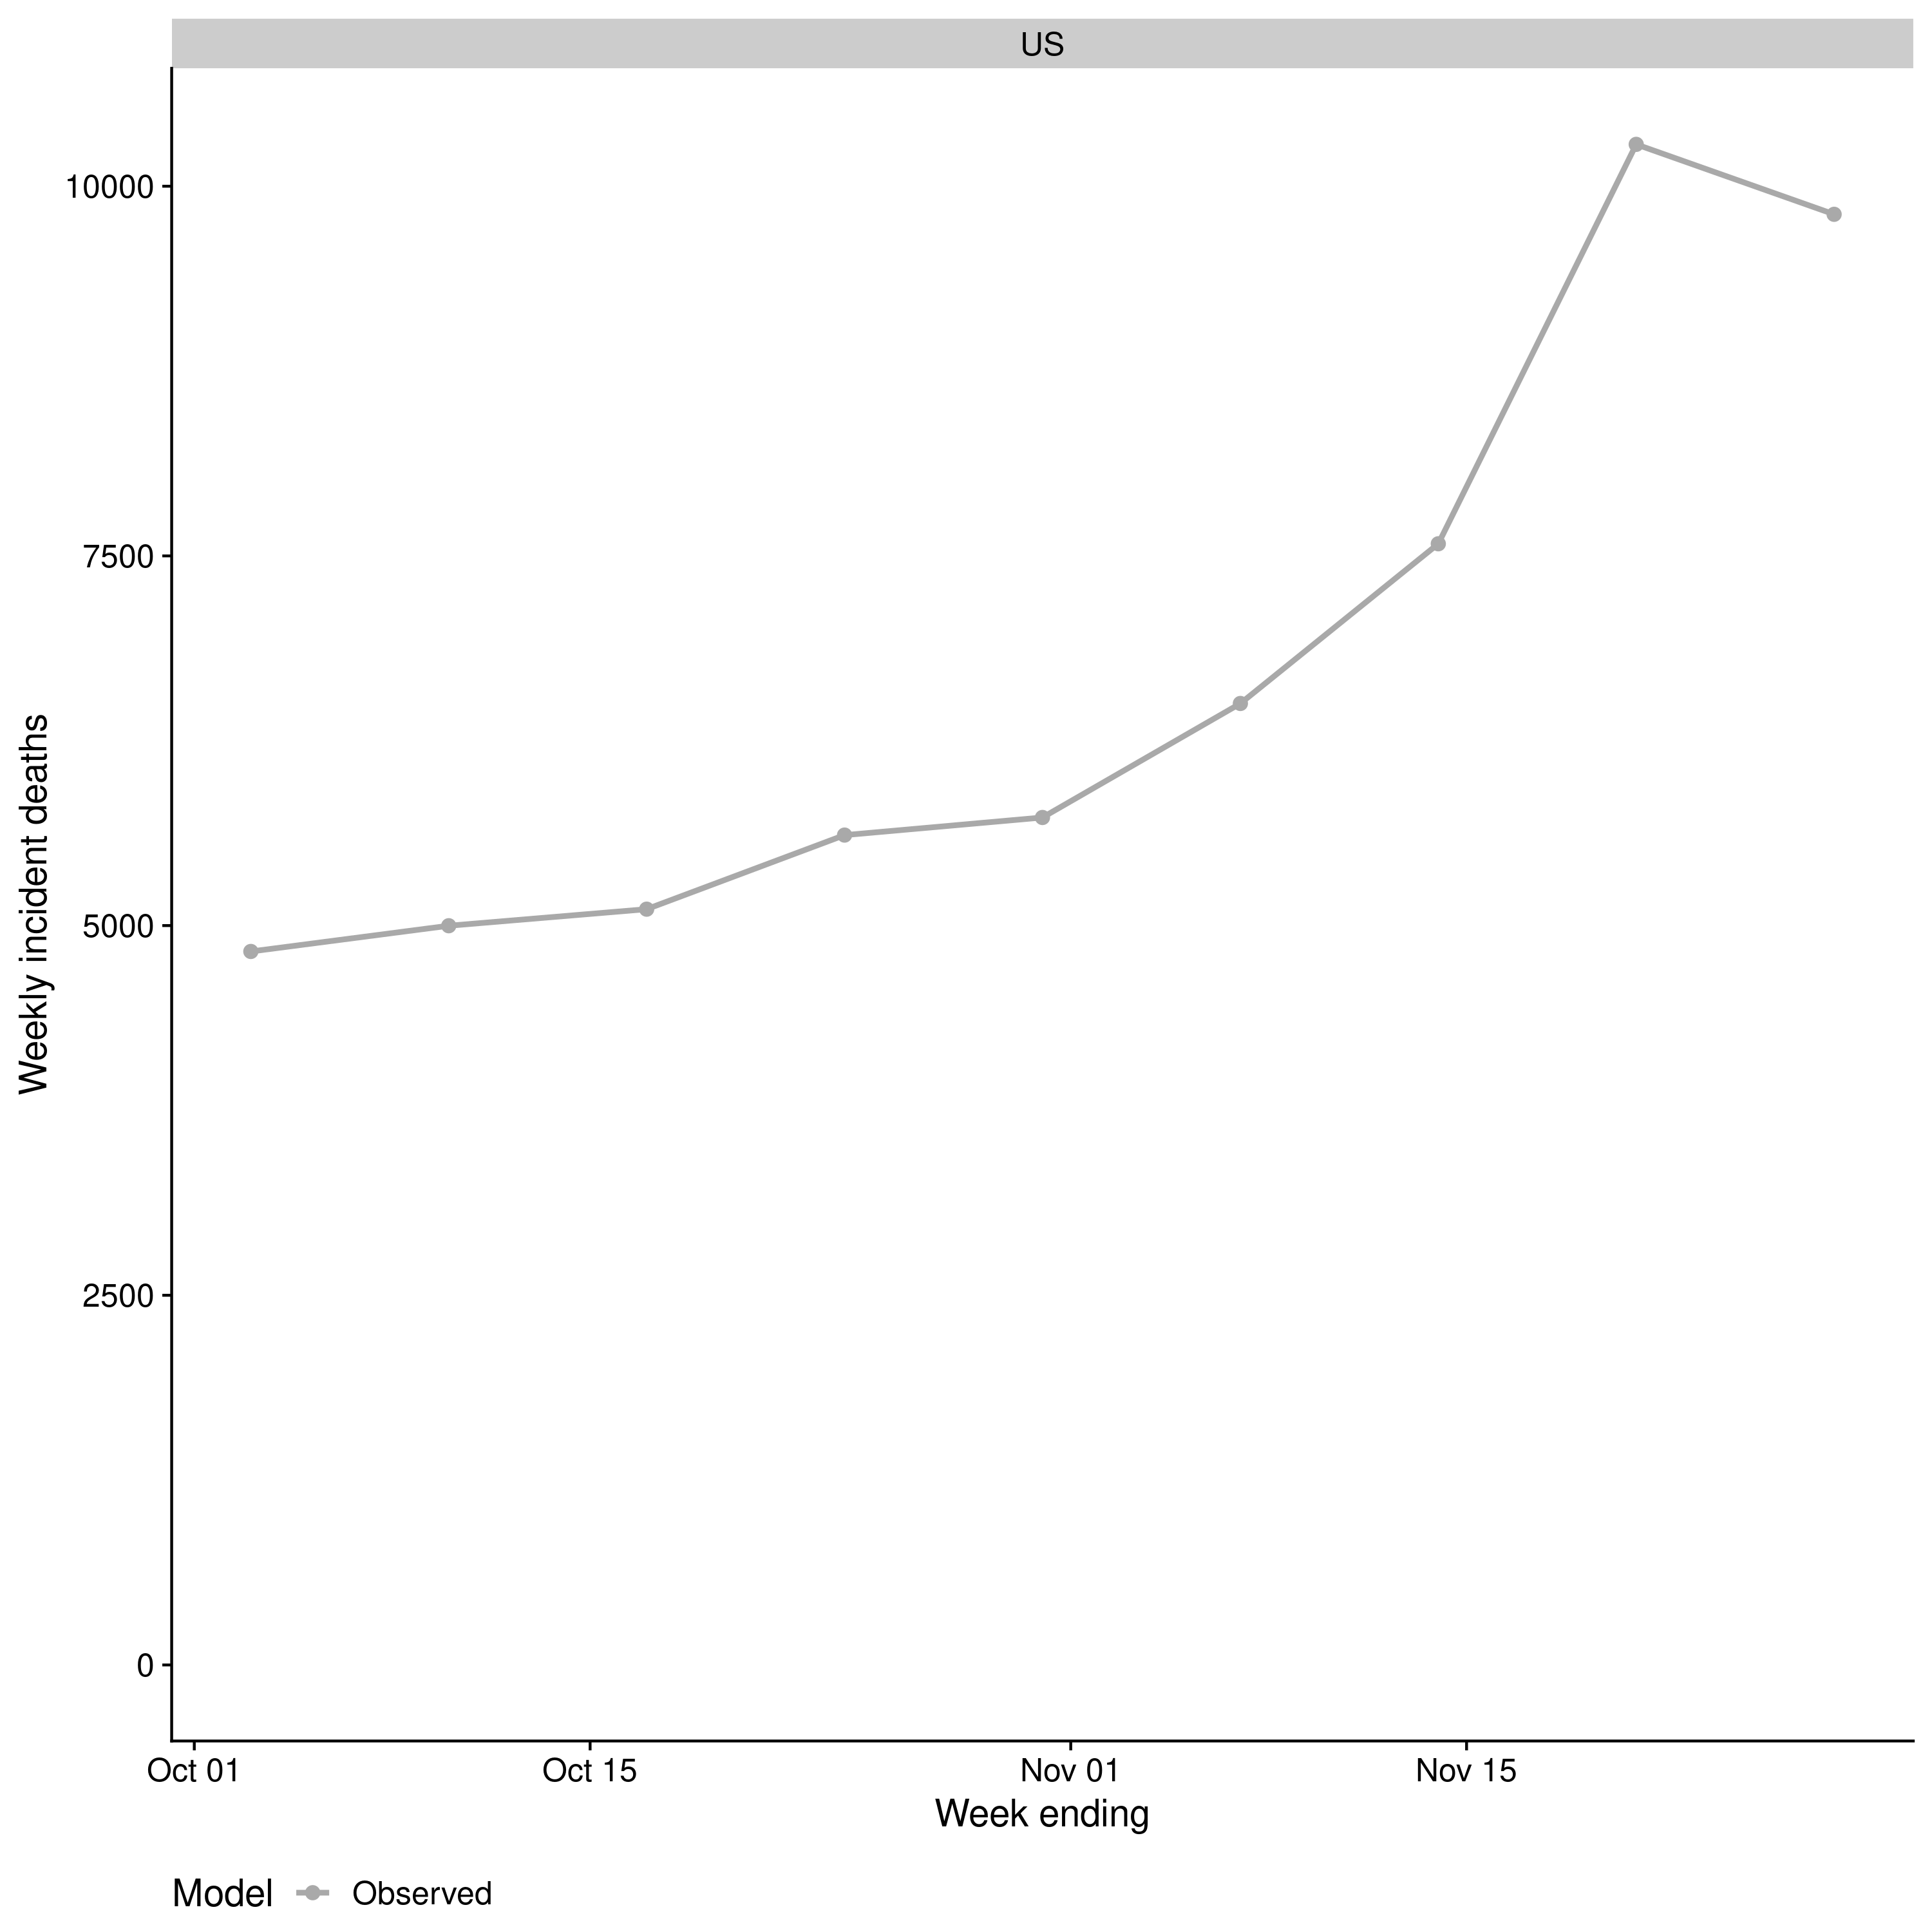 US
Weekly incident deaths
10000
7500
5000
2500
0
Oct 01
Oct 15
Nov 01
Nov 15
Week ending
Model Observed